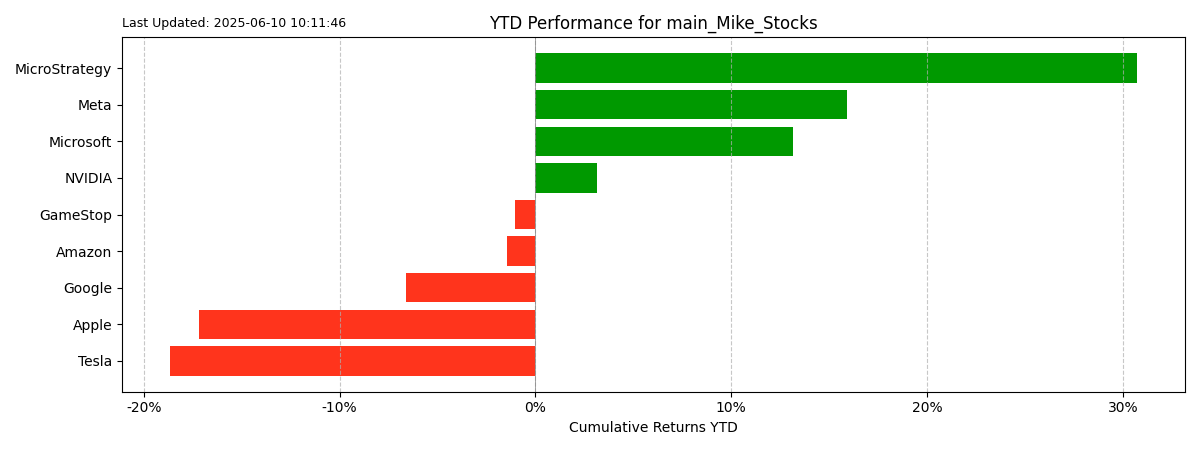 Last Updated: 2025-06-10 10:11:46
YTD Performance for main_Mike_Stocks
MicroStrategy
Meta
Microsoft
NVIDIA
GameStop
Amazon
Google
Apple
Tesla
-20% -10% 0% 10% 20% 30%
Cumulative Returns YTD